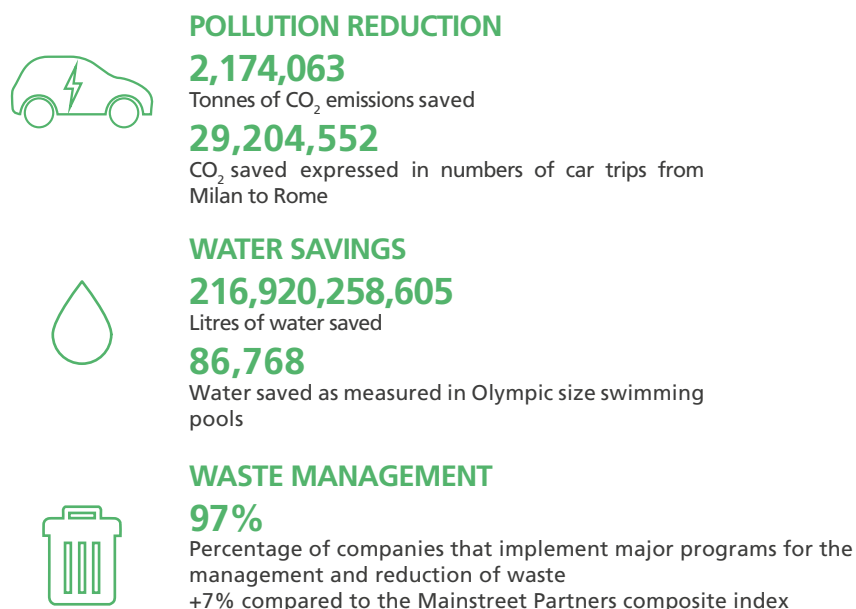 POLLUTION REDUCTION
2,174,063
Tonnes of CO₂ emissions saved
29,204,552
CO₂ saved expressed in numbers of car trips from
Milan to Rome
WATER SAVINGS
216,920,258,605
Litres of water saved
86,768
Water saved as measured in Olympic size swimming
pools
WASTE MANAGEMENT
97%
Percentage of companies that implement major programs for the
management and reduction of waste
+7% compared to the Mainstreet Partners composite index